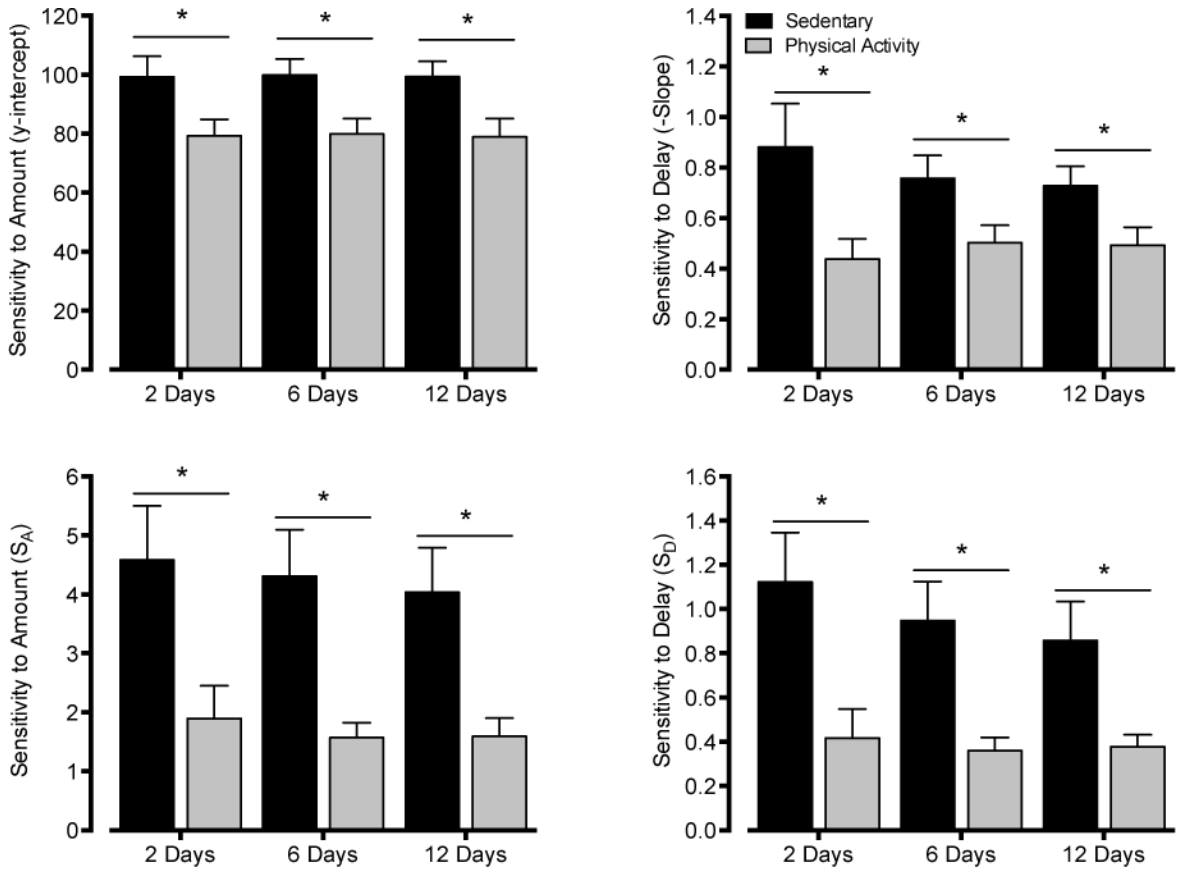 Sensitivity to Amount (y-intercept)
120
100
80
60
40
20
0
*
*
*
2 Days
6 Days
12 Days
Sensitivity to Delay (-Slope)
1.4
1.2
1.0
0.8
0.6
0.4
0.2
0.0
Sedentary
Physical Activity
*
*
*
2 Days
6 Days
12 Days
Sensitivity to Amount (SA)
6
5
4
3
2
1
0
*
*
*
2 Days
6 Days
12 Days
Sensitivity to Delay (SD)
1.6
1.4
1.2
1.0
0.8
0.6
0.4
0.2
0.0
*
*
*
2 Days
6 Days
12 Days